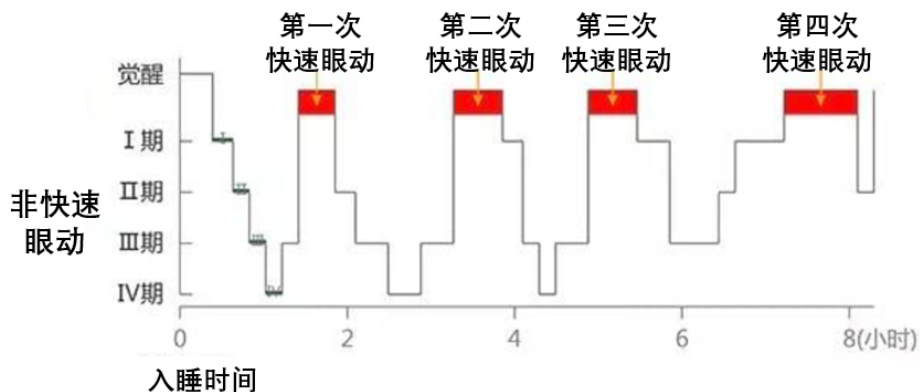 第一次
快速眼动
第二次
快速眼动
第三次
快速眼动
第四次
快速眼动
觉醒
I 期
II期
III期
IV期
非快速
眼动
I
II
III
IV
0
2
4
6
8(小时)
入睡时间